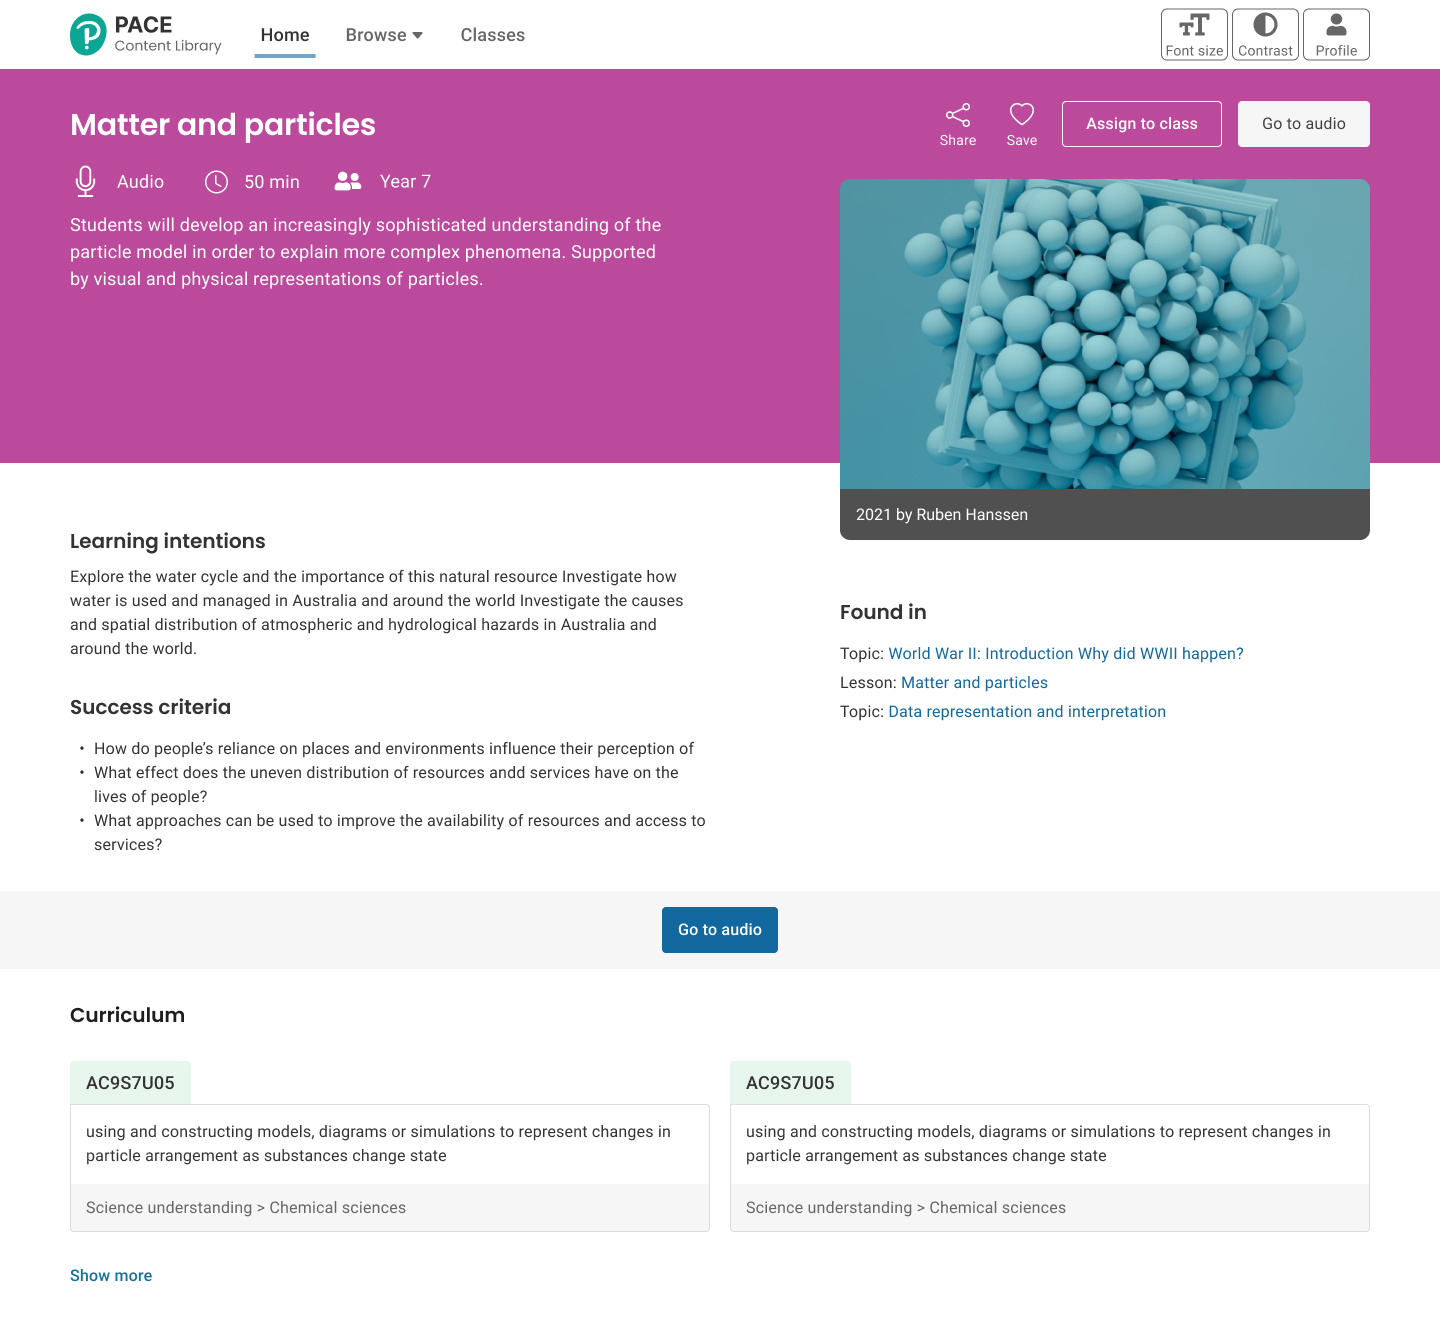 PACE
Content Library
Home
Browse
Classes
Font size
Contrast
Profile
Matter and particles
Share
Save
Assign to class
Go to audio
Audio
50 min
Year 7
Students will develop an increasingly sophisticated understanding of the
particle model in order to explain more complex phenomena. Supported
by visual and physical representations of particles.
2021 by Ruben Hanssen
Learning intentions
Explore the water cycle and the importance of this natural resource Investigate how
water is used and managed in Australia and around the world Investigate the causes
and spatial distribution of atmospheric and hydrological hazards in Australia and
around the world.
Success criteria
• How do people’s reliance on places and environments influence their perception of
• What effect does the uneven distribution of resources andd services have on the
lives of people?
• What approaches can be used to improve the availability of resources and access to
services?
Found in
Topic: World War II: Introduction Why did WWII happen?
Lesson: Matter and particles
Topic: Data representation and interpretation
Go to audio
Curriculum
AC9S7U05
using and constructing models, diagrams or simulations to represent changes in
particle arrangement as substances change state
Science understanding > Chemical sciences
AC9S7U05
using and constructing models, diagrams or simulations to represent changes in
particle arrangement as substances change state
Science understanding > Chemical sciences
Show more